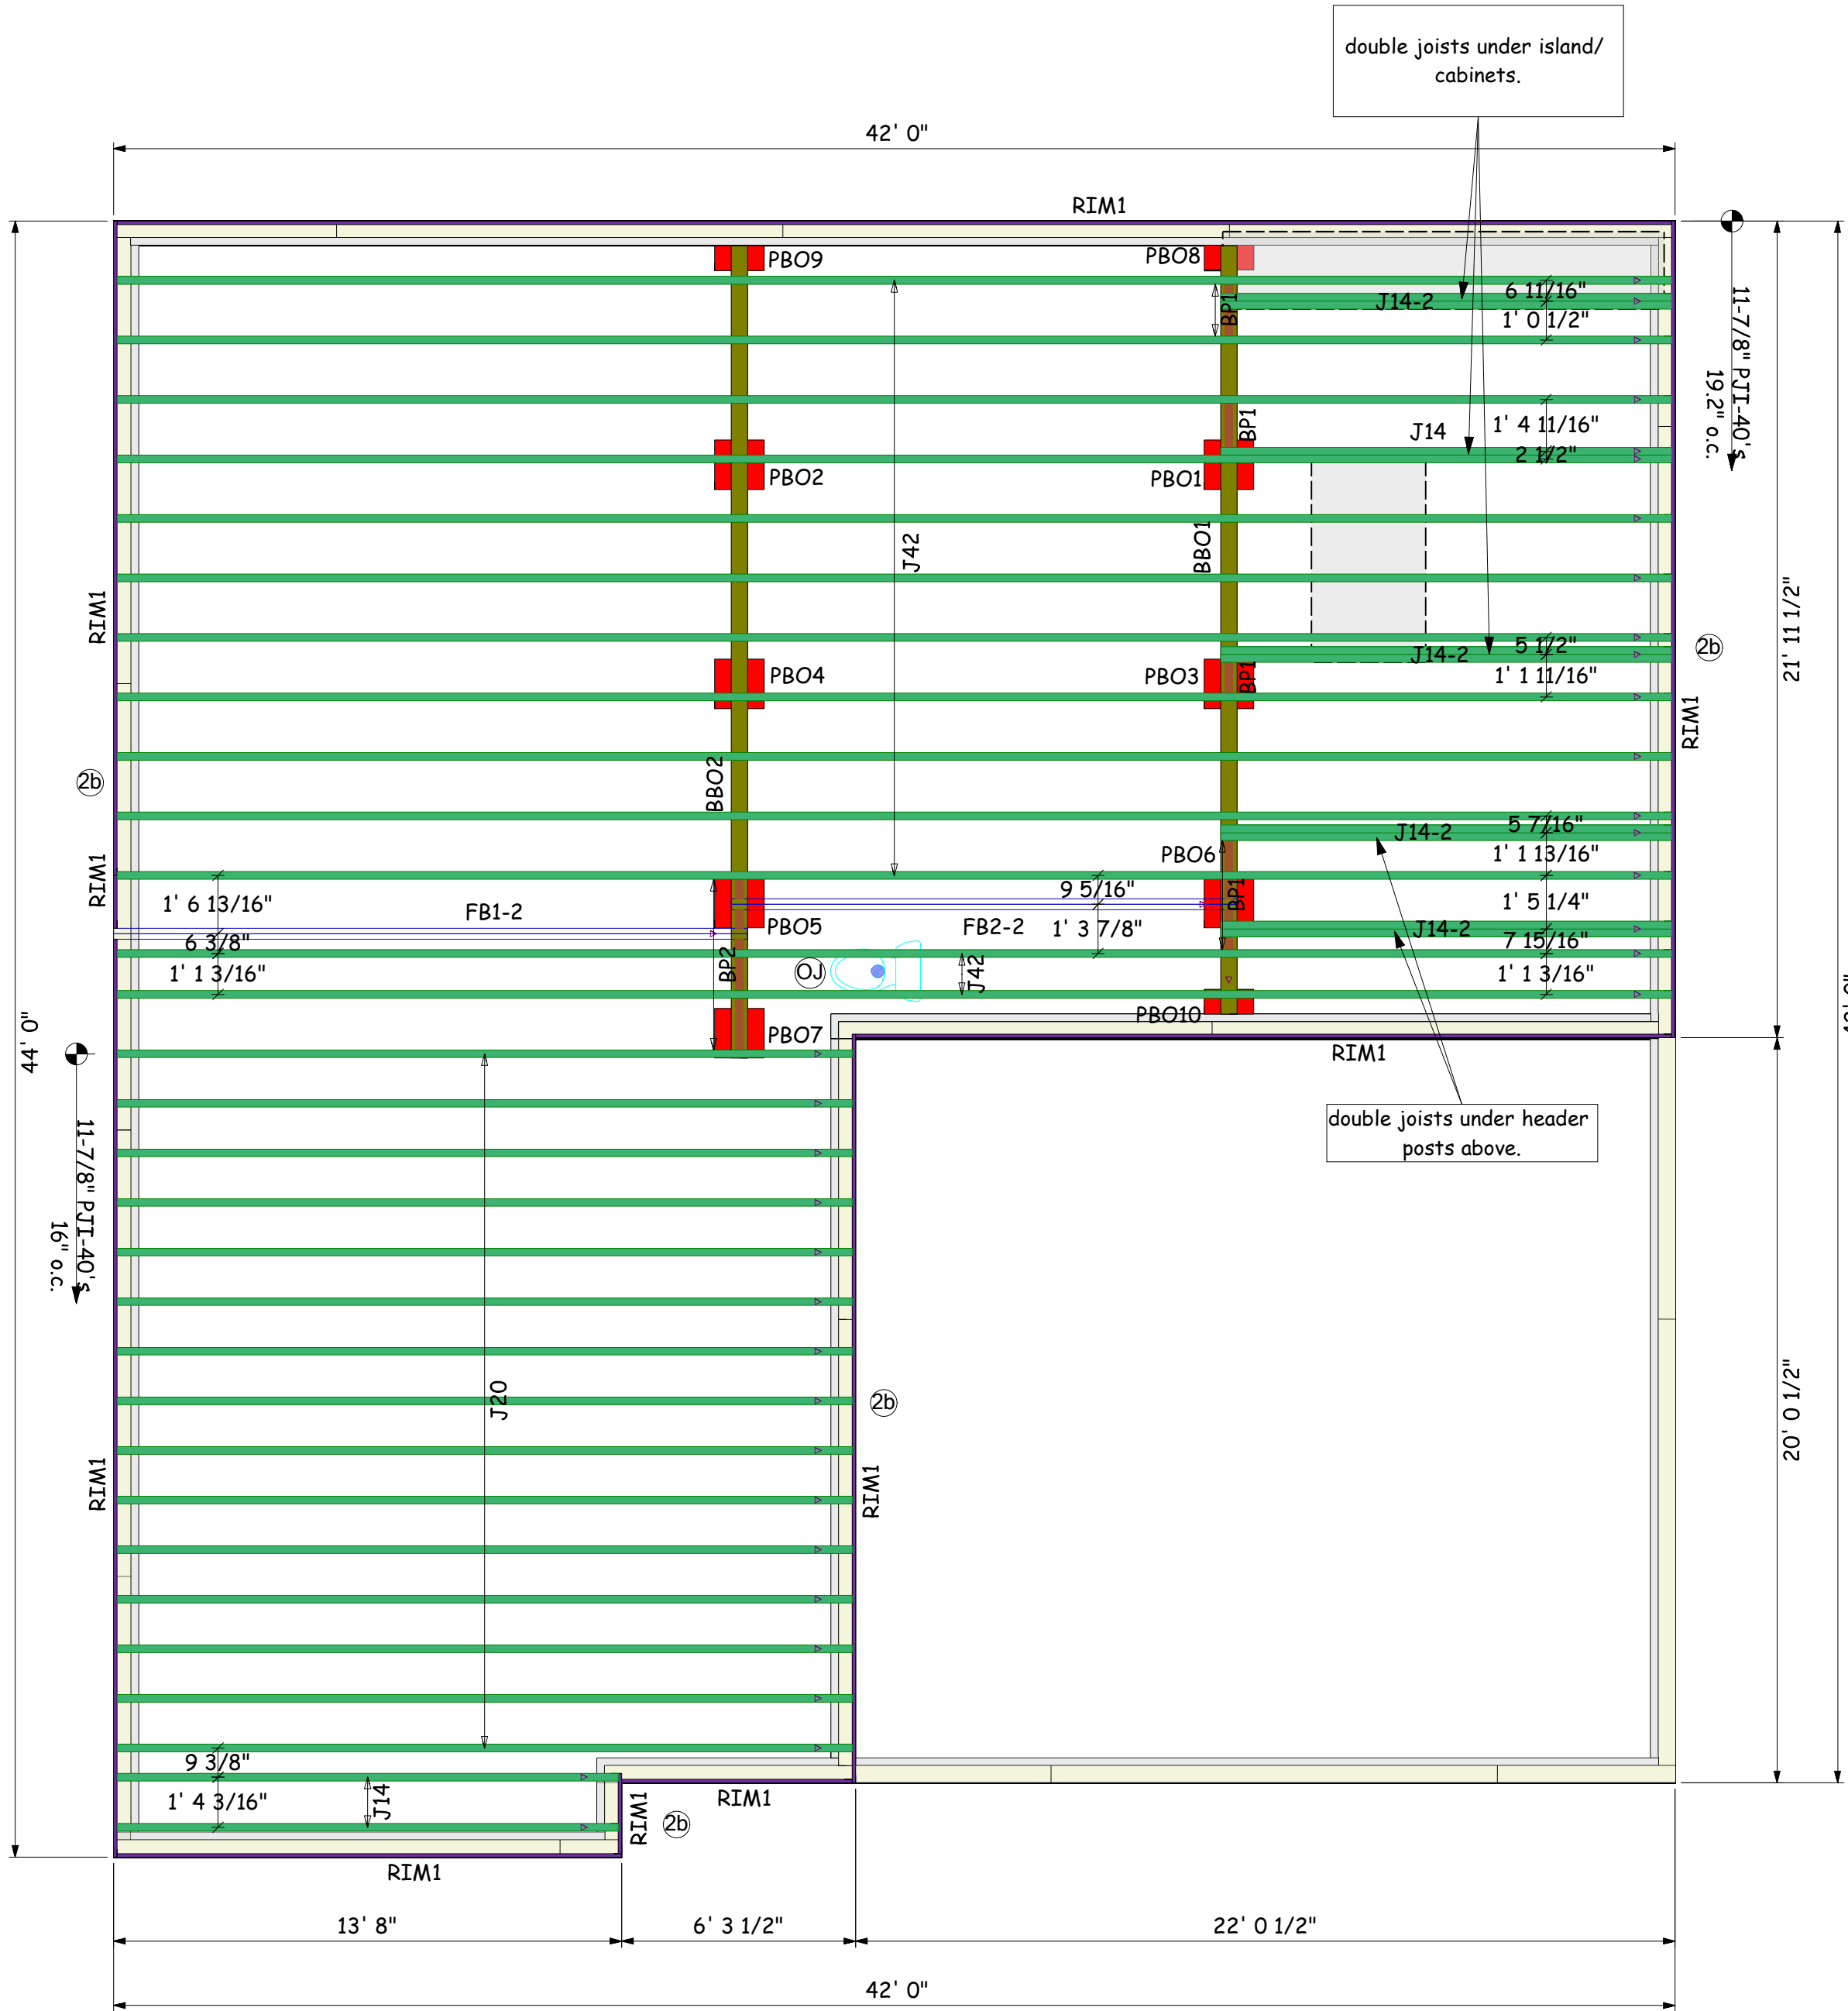 double joists under island/
cabinets.
42' 0"
RIM1
PBO9
PBO8
BP1
J14-2
6 11/16"
1' 0 1/2"
11-7/8" PJI-40's
19.2" o.c.
BP1
J14
1' 4 11/16"
2 1/2"
PBO2
PBO1
J42
BBO1
RIM1
21' 11 1/2"
5 1/2"
J14-2
1' 1 11/16"
2b
PBO4
PBO3
BP1
RIM1
BBO2
2b
5 7/16"
J14-2
1' 1 13/16"
PBO6
RIM1
1' 6 13/16"
FB1-2
9 5/16"
BP1
1' 5 1/4"
PBO5
FB2-2
1' 3 7/8"
J14-2
7 15/16"
6 3/8"
1' 1 3/16"
BP2
OJ
J42
1' 1 3/16"
PBO10
PBO7
44' 0"
RIM1
double joists under header
posts above.
11-7/8" PJI-40's
16" o.c.
J20
2b
20' 0 1/2"
RIM1
RIM1
9 3/8"
1' 4 3/16"
J14
RIM1
RIM1
2b
RIM1
13' 8"
6' 3 1/2"
22' 0 1/2"
42' 0"